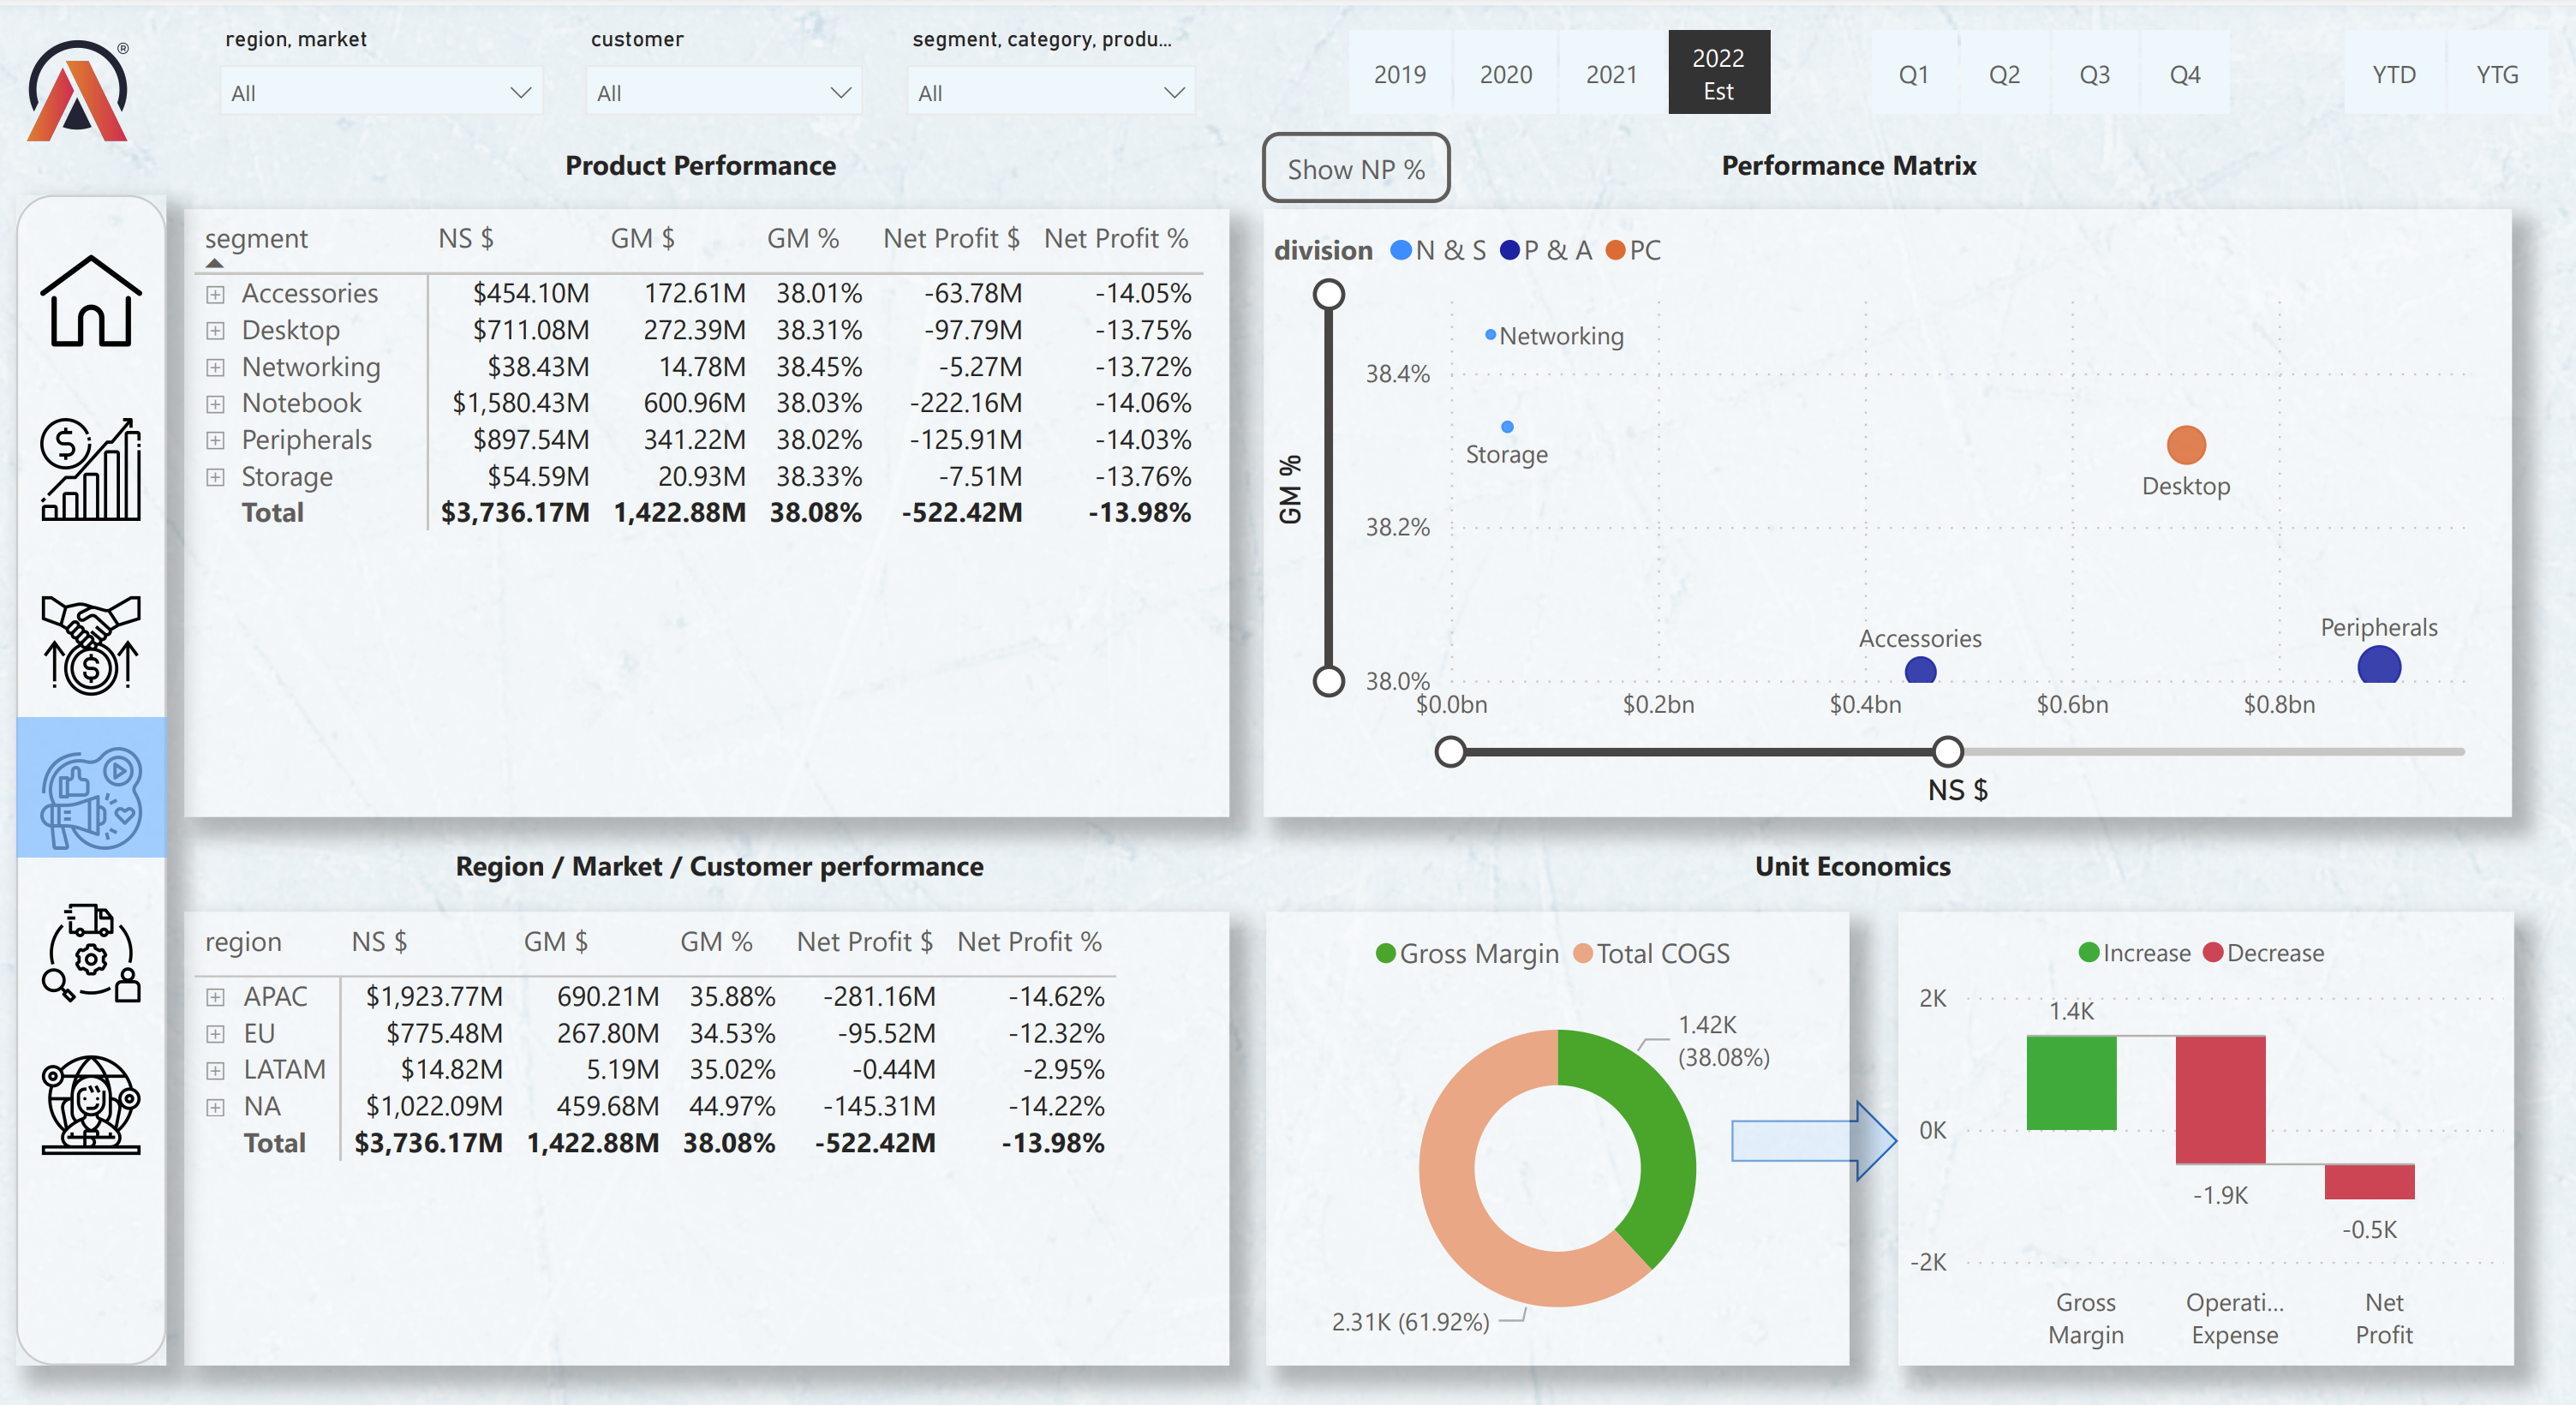 region, market
customer
segment, category, produ...
All
All
All
2019
2020
2021
2022
Est
Q1
Q2
Q3
Q4
YTD
YTG
®
Product Performance
segment NS $ GM $ GM % Net Profit $ Net Profit %
Accessories $454.10M 172.61M 38.01% -63.78M -14.05%
Desktop $711.08M 272.39M 38.31% -97.79M -13.75%
Networking $38.43M 14.78M 38.45% -5.27M -13.72%
Notebook $1,580.43M 600.96M 38.03% -222.16M -14.06%
Peripherals $897.54M 341.22M 38.02% -125.91M -14.03%
Storage $54.59M 20.93M 38.33% -7.51M -13.76%
Total $3,736.17M 1,422.88M 38.08% -522.42M -13.98%
Show NP %
Performance Matrix
division N & S P & A PC
Networking
38.4%
Storage
Desktop
GM %
38.2%
Peripherals
Accessories
38.0%
$0.0bn $0.2bn $0.4bn $0.6bn $0.8bn
NS $
Region / Market / Customer performance
region NS $ GM $ GM % Net Profit $ Net Profit %
APAC $1,923.77M 690.21M 35.88% -281.16M -14.62%
EU $775.48M 267.80M 34.53% -95.52M -12.32%
LATAM $14.82M 5.19M 35.02% -0.44M -2.95%
NA $1,022.09M 459.68M 44.97% -145.31M -14.22%
Total $3,736.17M 1,422.88M 38.08% -522.42M -13.98%
Unit Economics
Gross Margin Total COGS
1.42K
(38.08%)
2.31K (61.92%)
Increase Decrease
2K
1.4K
0K
-1.9K
-0.5K
-2K
Gross
Margin
Operati...
Expense
Net
Profit